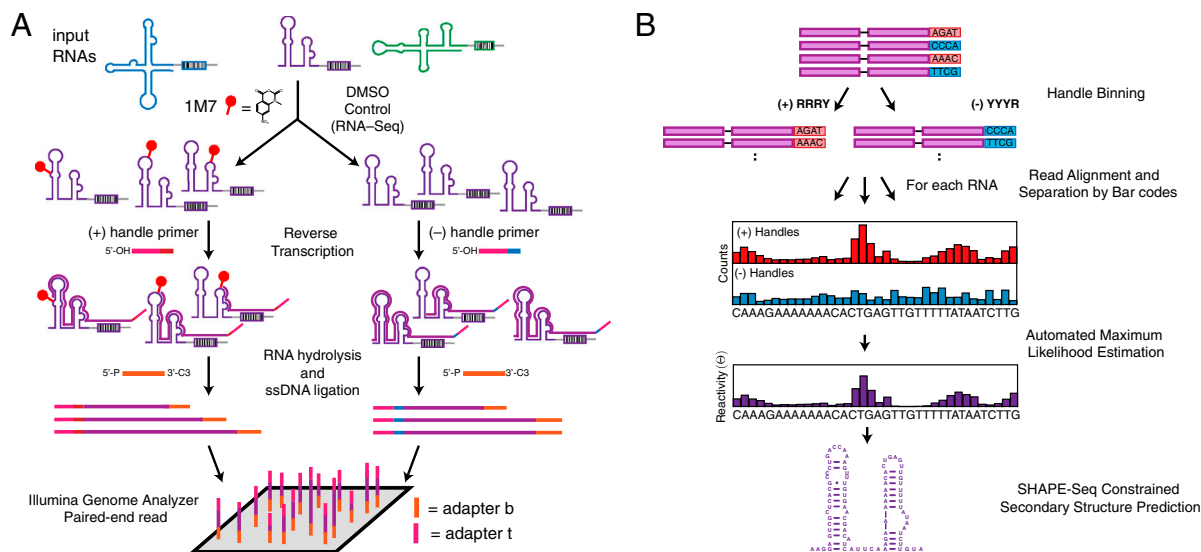 A
input
RNAs
1M7
=
DMSO
Control
(RNA–Seq)
(+) handle primer
5'-OH
Reverse
Transcription
(–) handle primer
5'-OH
RNA hydrolysis
and
ssDNA ligation
5'-P
3'-C3
5'-P
3'-C3
Illumina Genome Analyzer
Paired-end read
= adapter b
= adapter t
B
AGAT
CCCA
AAAC
TTCG
(+) RRRY
(-) YYYR
Handle Binning
AGAT
AAAC
CCCA
TTCG
:
:
For each RNA
Read Alignment and
Separation by Bar codes
Counts
(+) Handles
(-) Handles
CAAAGAAAAAAACACTGAGTTGTTTTTATAATCTTG
Automated Maximum
Likelihood Estimation
Reactivity (Θ)
CAAAGAAAAAAACACTGAGTTGTTTTTATAATCTTG
SHAPE-Seq Constrained
Secondary Structure Prediction